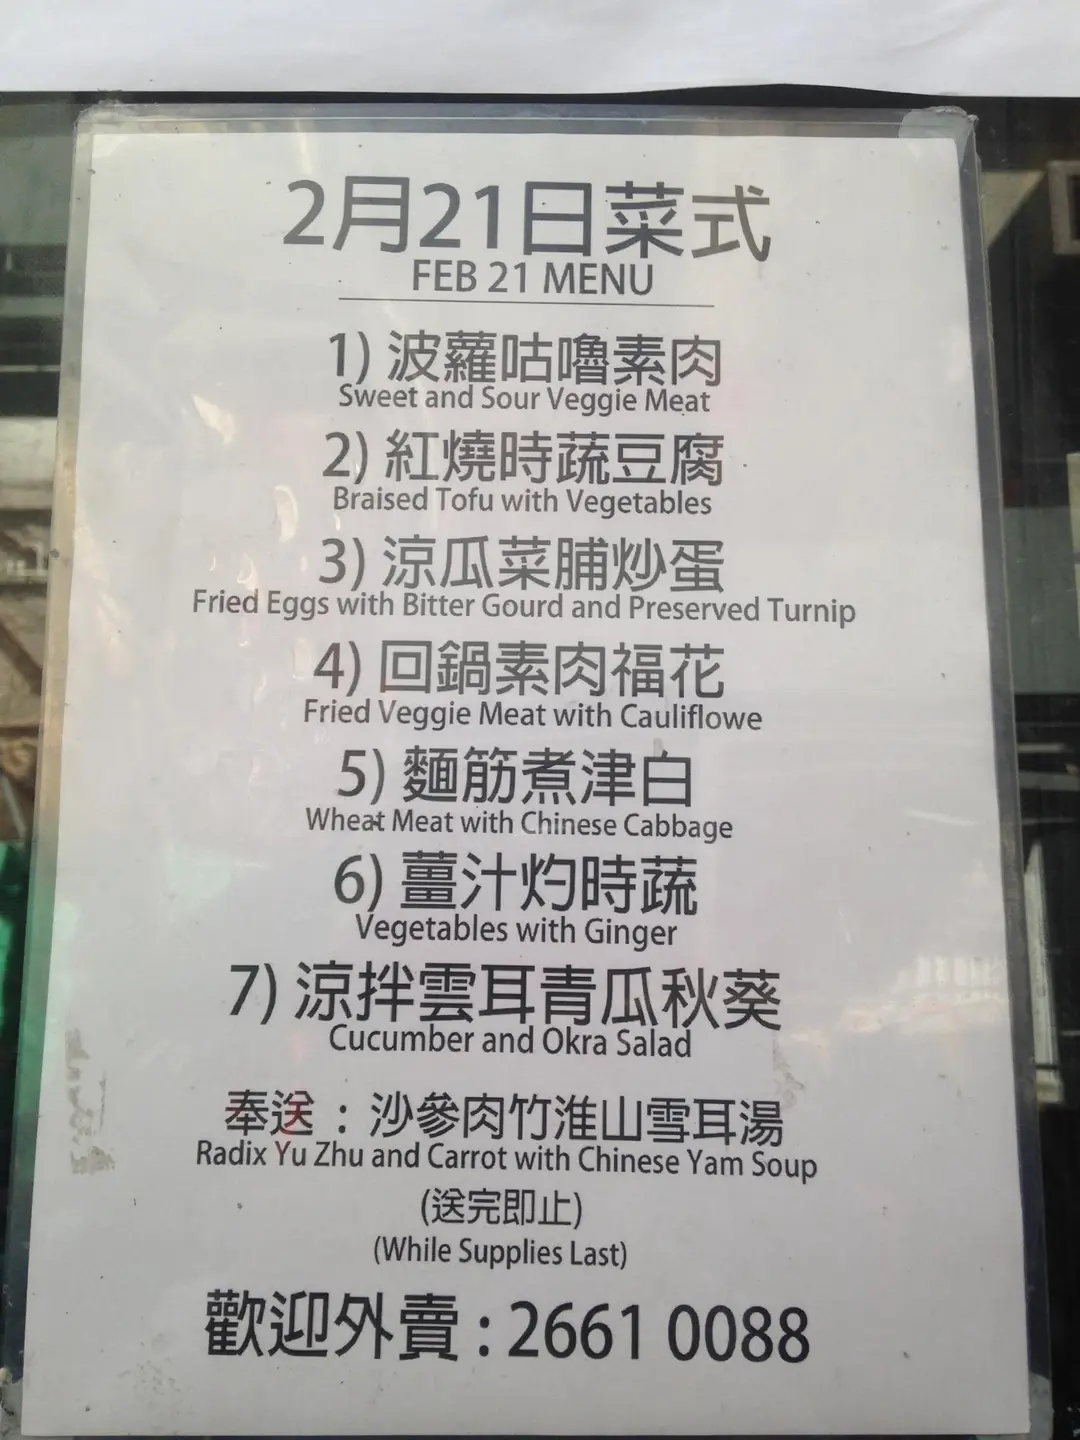 2月21日菜式
FEB 21 MENU
1) 波蘿咕嚕素肉
Sweet and Sour Veggie Meat
2) 紅燒時蔬豆腐
Braised Tofu with Vegetables
3) 涼瓜菜脯炒蛋
Fried Eggs with Bitter Gourd and Preserved Turnip
4) 回鍋素肉福花
Fried Veggie Meat with Cauliflowe
5) 麵筋煮津白
Wheat Meat with Chinese Cabbage
6) 薑汁灼時蔬
Vegetables with Ginger
7) 涼拌雲耳青瓜秋葵
Cucumber and Okra Salad
奉送：沙參肉竹淮山雪耳湯
Radix Yu Zhu and Carrot with Chinese Yam Soup
(送完即止)
(While Supplies Last)
歡迎外賣 : 2661 0088